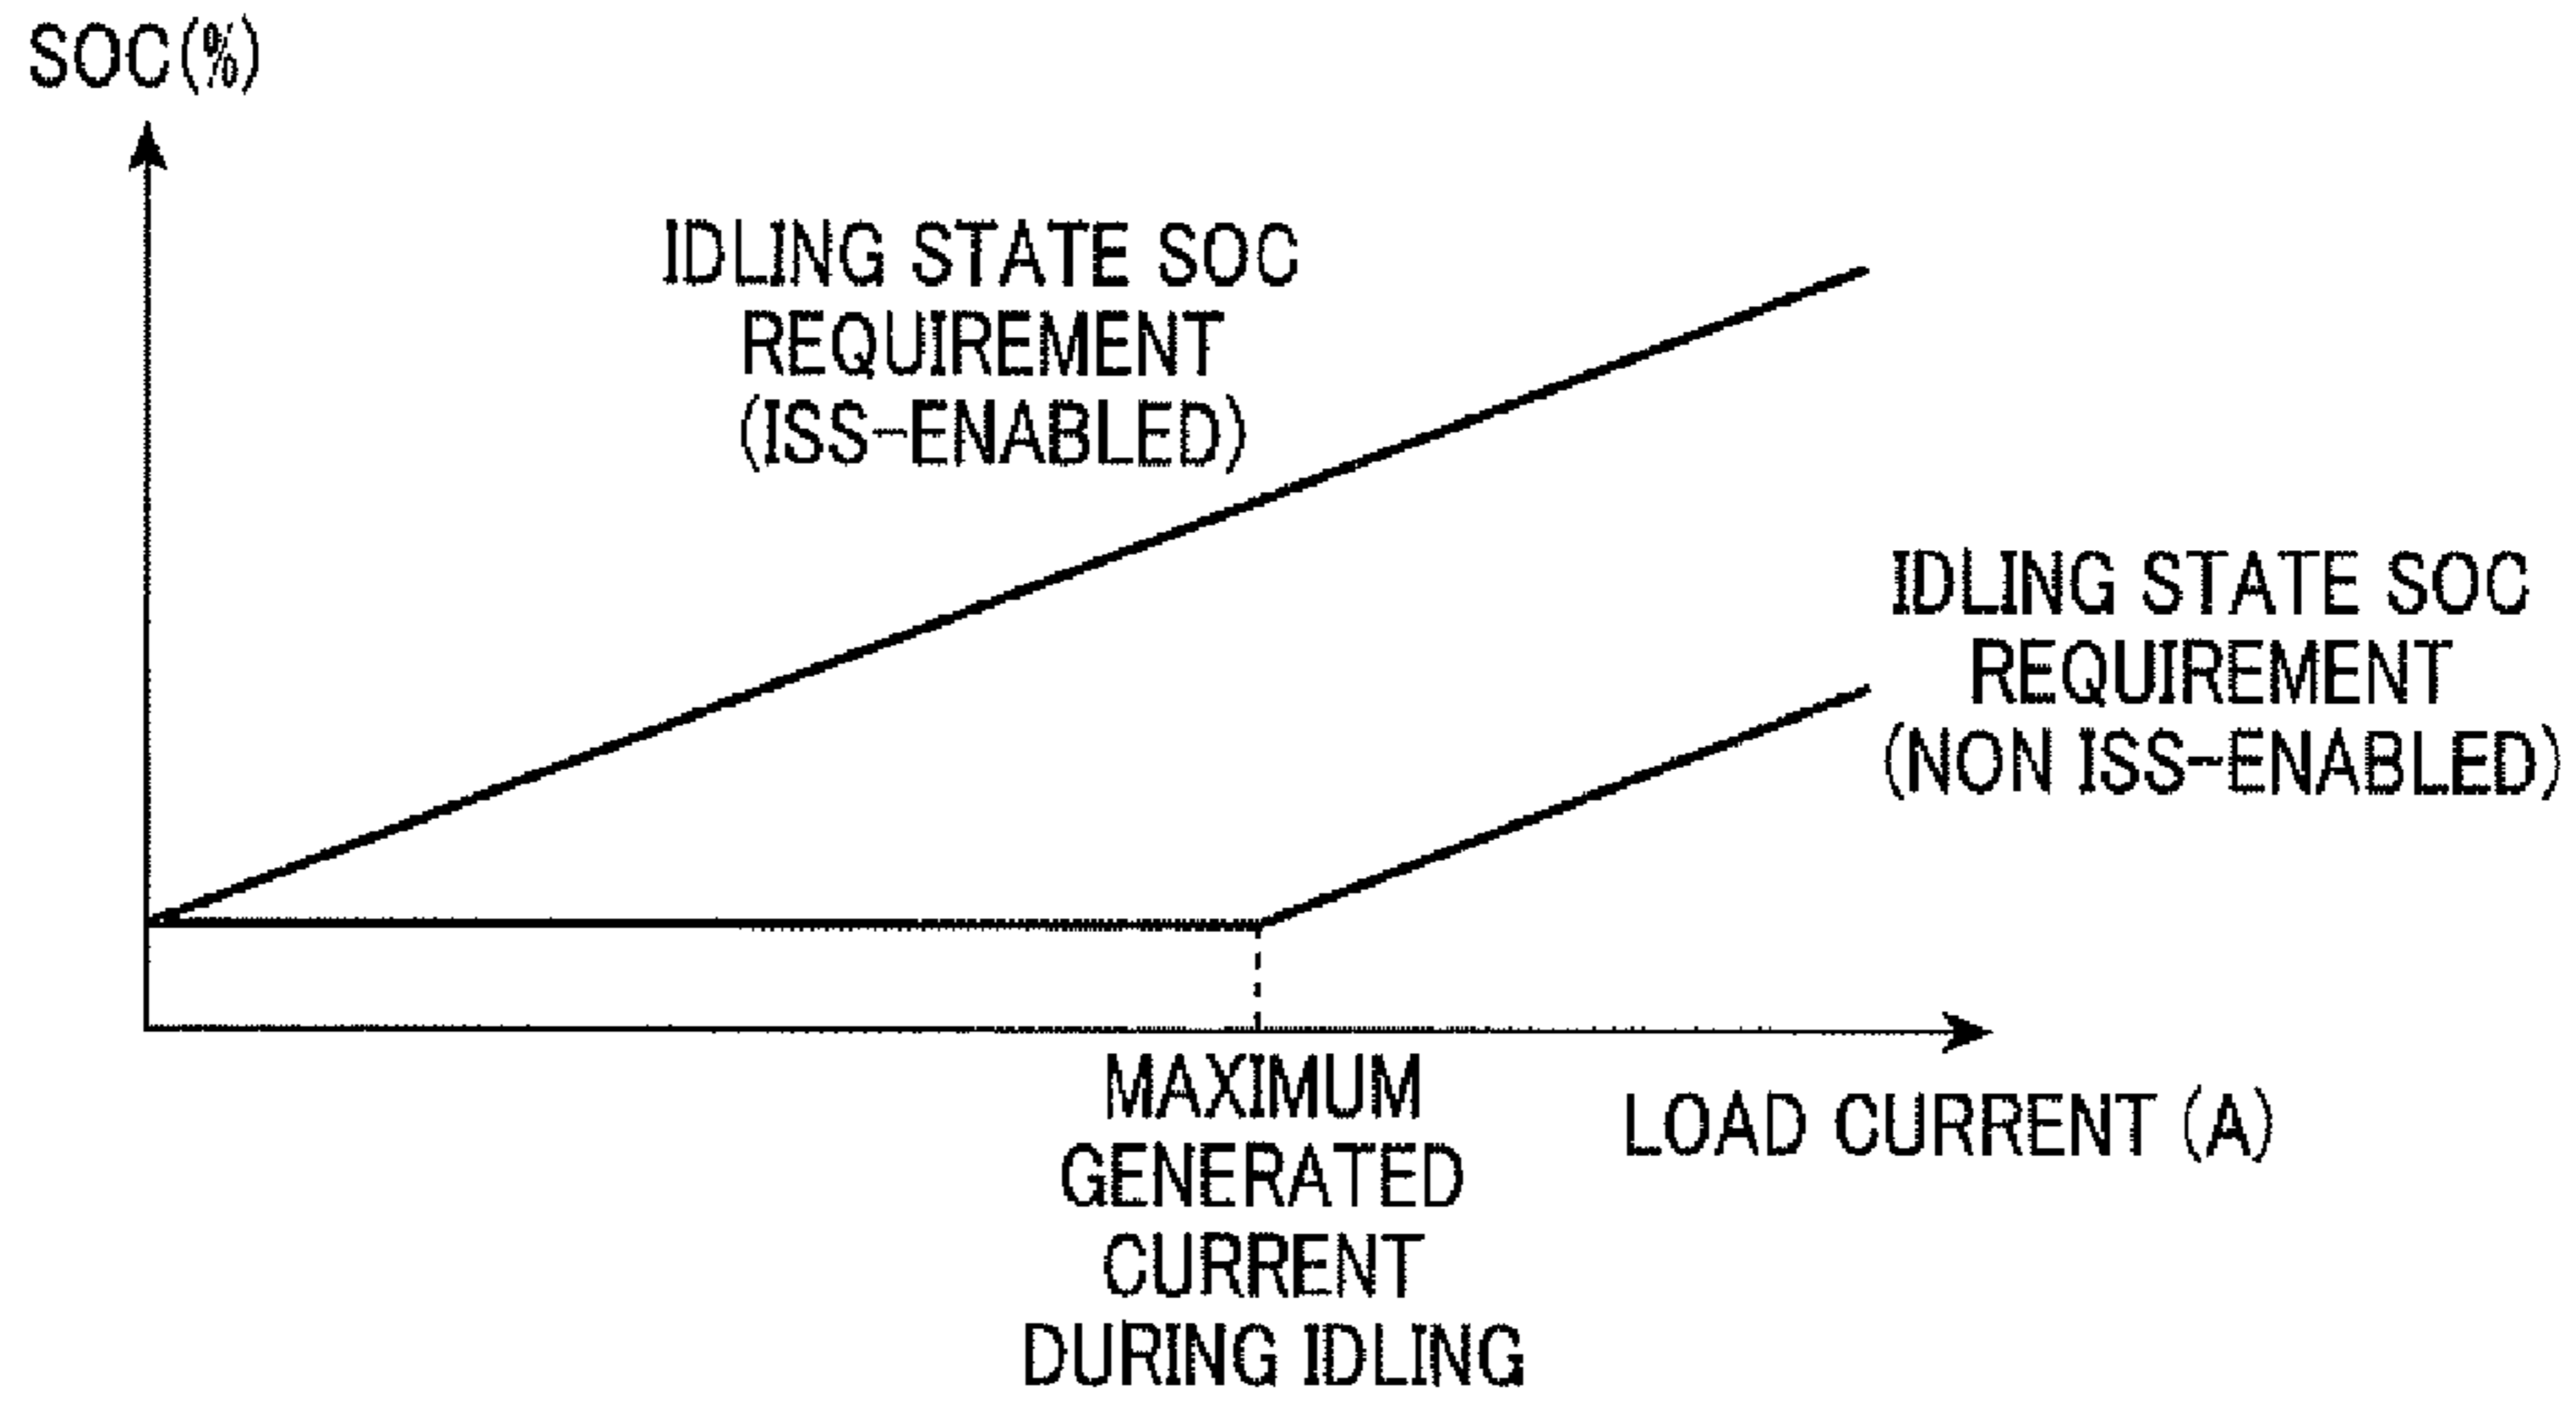 SOC(%)
IDLING STATE SOC
REQUIREMENT
(ISS-ENABLED)
IDLING STATE SOC
REQUIREMENT
(NON ISS-ENABLED)
MAXIMUM
GENERATED
CURRENT
DURING IDLING
LOAD CURRENT (A)